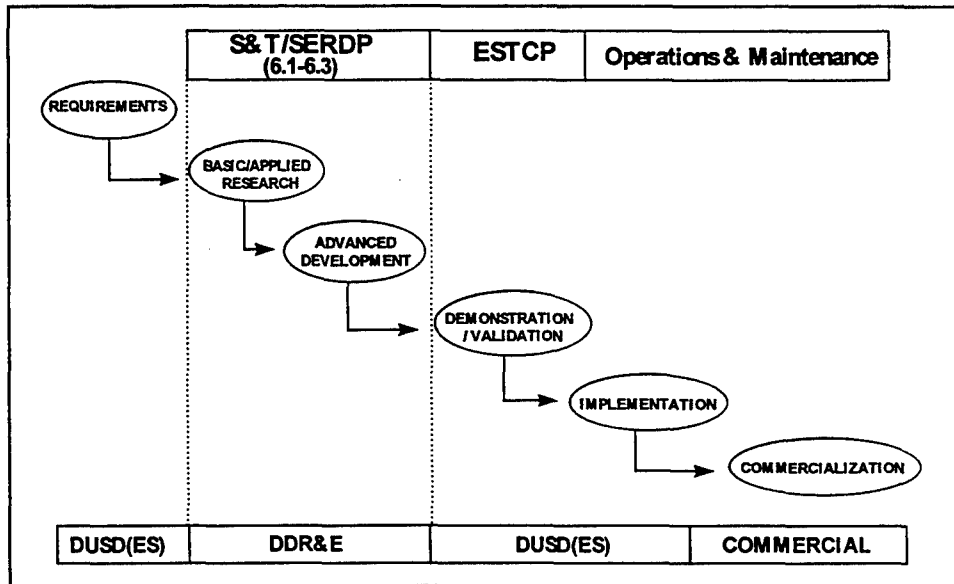 S&T/SERDP
(6.1-6.3)
ESTCP
Operations & Maintenance
REQUIREMENTS
BASIC/APPLIED
RESEARCH
ADVANCED
DEVELOPMENT
DEMONSTRATION
/VALIDATION
IMPLEMENTATION
COMMERCIALIZATION
DUSD(ES)
DDR&E
DUSD(ES)
COMMERCIAL